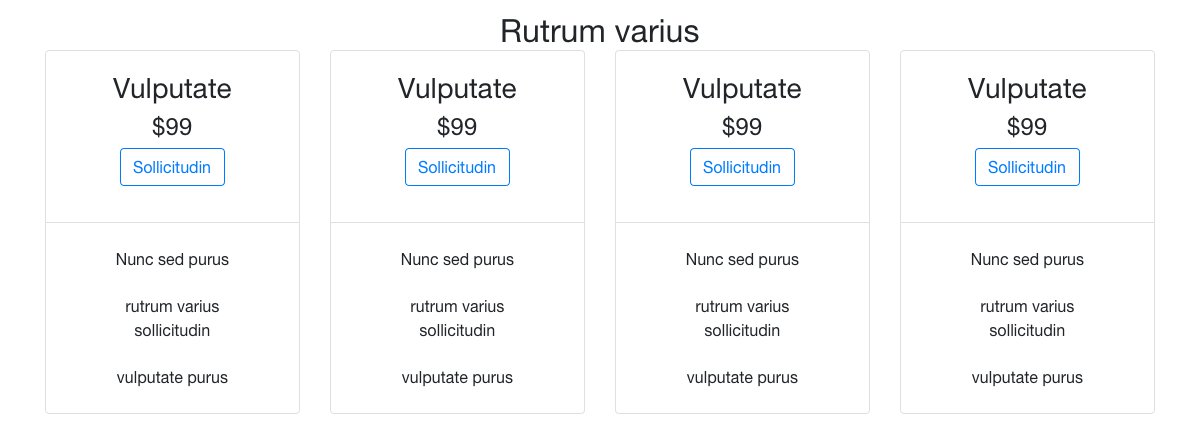 Rutrum varius
Vulputate
$99
Sollicitudin
Nunc sed purus
rutrum varius
sollicitudin
vulputate purus
Vulputate
$99
Sollicitudin
Nunc sed purus
rutrum varius
sollicitudin
vulputate purus
Vulputate
$99
Sollicitudin
Nunc sed purus
rutrum varius
sollicitudin
vulputate purus
Vulputate
$99
Sollicitudin
Nunc sed purus
rutrum varius
sollicitudin
vulputate purus